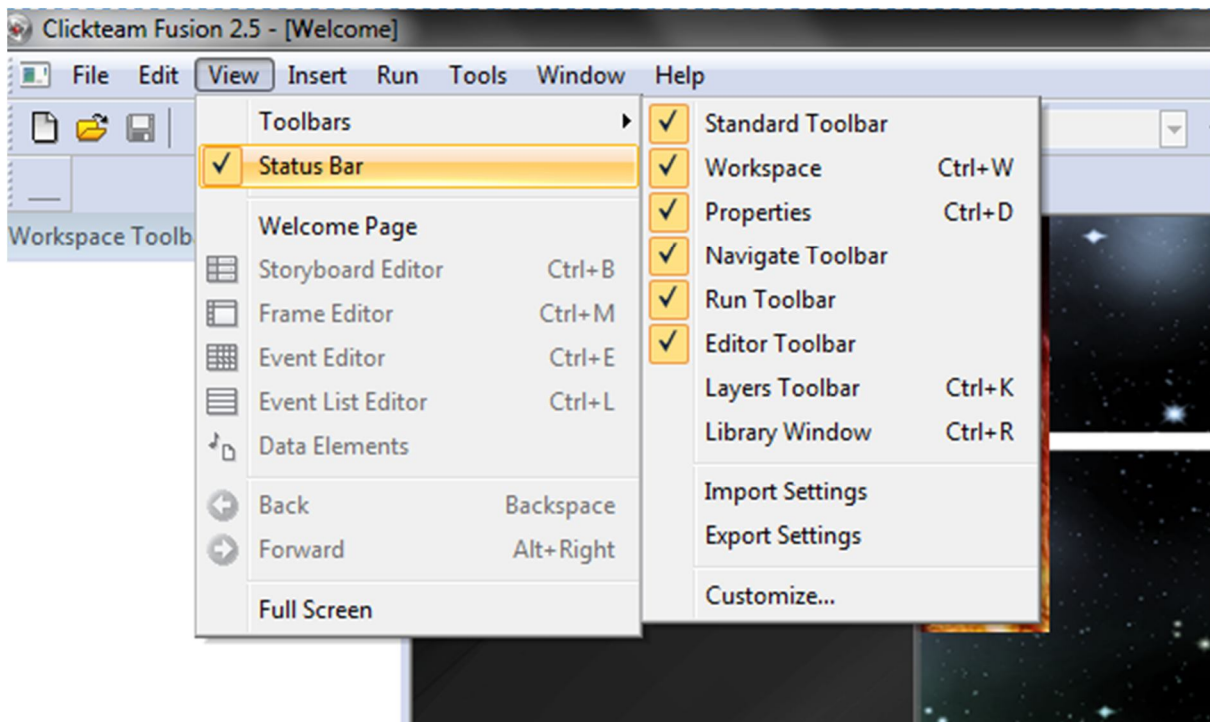 Clickteam Fusion 2.5 - [Welcome]
File Edit View Insert Run Tools Window Help
Workspace Toolb
Toolbars
Status Bar
Welcome Page
Storyboard Editor Ctrl+B
Frame Editor Ctrl+M
Event Editor Ctrl+E
Event List Editor Ctrl+L
Data Elements
Back Backspace
Forward Alt+Right
Full Screen
Standard Toolbar
Workspace Ctrl+W
Properties Ctrl+D
Navigate Toolbar
Run Toolbar
Editor Toolbar
Layers Toolbar Ctrl+K
Library Window Ctrl+R
Import Settings
Export Settings
Customize...